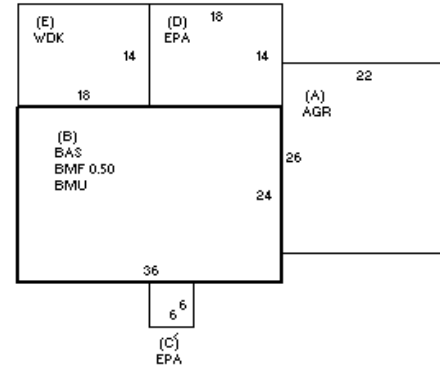 (E)
WDK
(D)
EPA
18
14
14
18
22
(A)
AGR
(B)
BAS
BMF 0.50
BMU
26
24
36
6
6
(C)
EPA